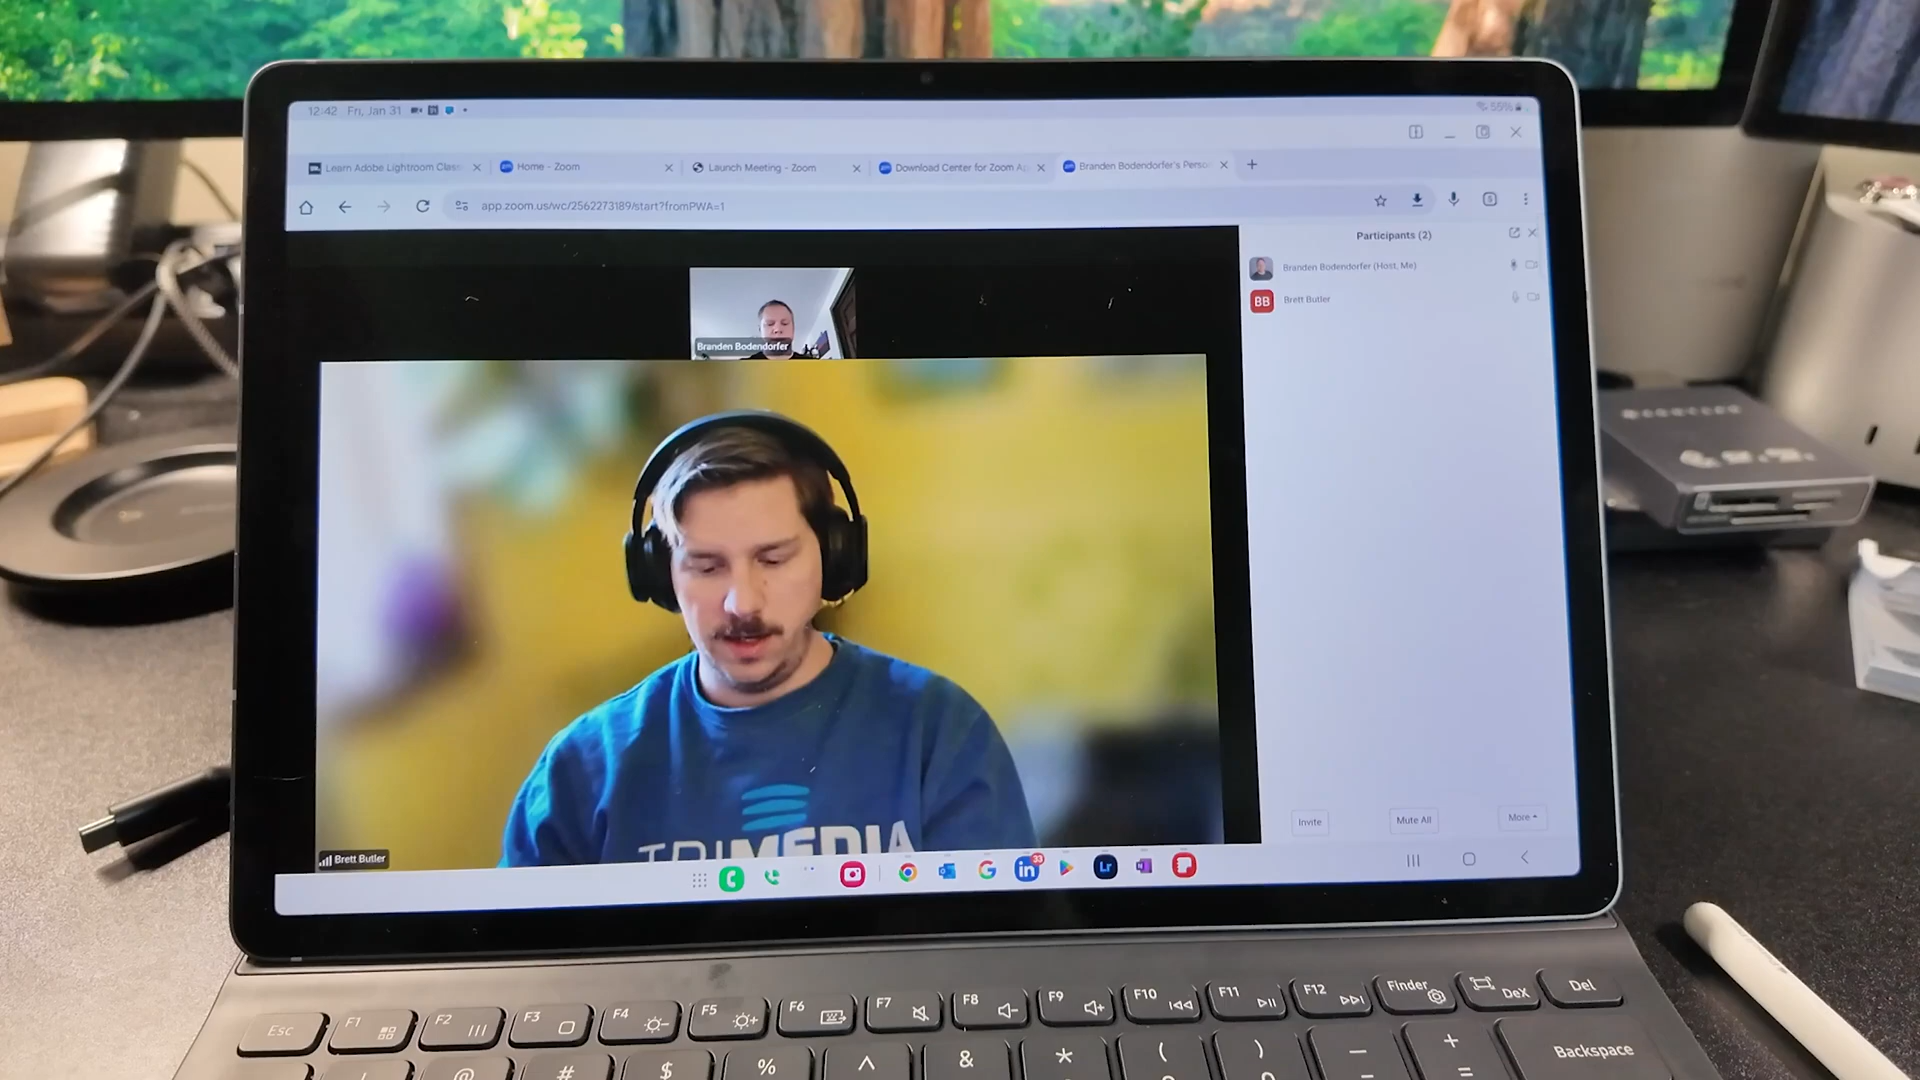 12:42 Fri, Jan 31
55%
Learn Adobe Lightroom Class
Home - Zoom
Launch Meeting - Zoom
Download Center for Zoom Ap
Branden Bodendorfer's Perso
app.zoom.us/wc/2562273189/start?fromPWA=1
Participants (2)
Branden Bodendorfer (Host, Me)
BB Brett Butler
Branden Bodendorfer
TRIMEDIA
Brett Butler
Invite
Mute All
More
33
in
Lr
Esc
F1
F2
F3
F4
F5
F6
F7
F8
F9
F10
F11
F12
Finder
DeX
Del
! @ # $ % ^ & * ( ) — +
Backspace